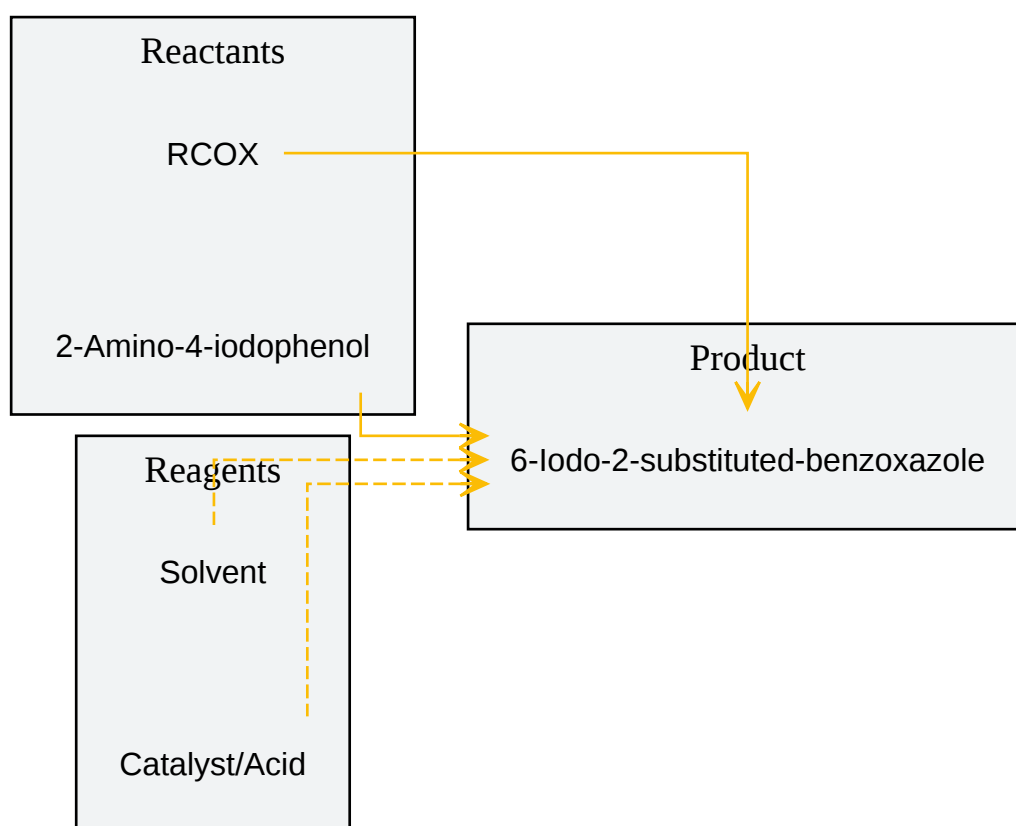 Reactants
RCOX
2-Amino-4-iodophenol
Product
6-Iodo-2-substituted-benzoxazole
Reagents
Solvent
Catalyst/Acid